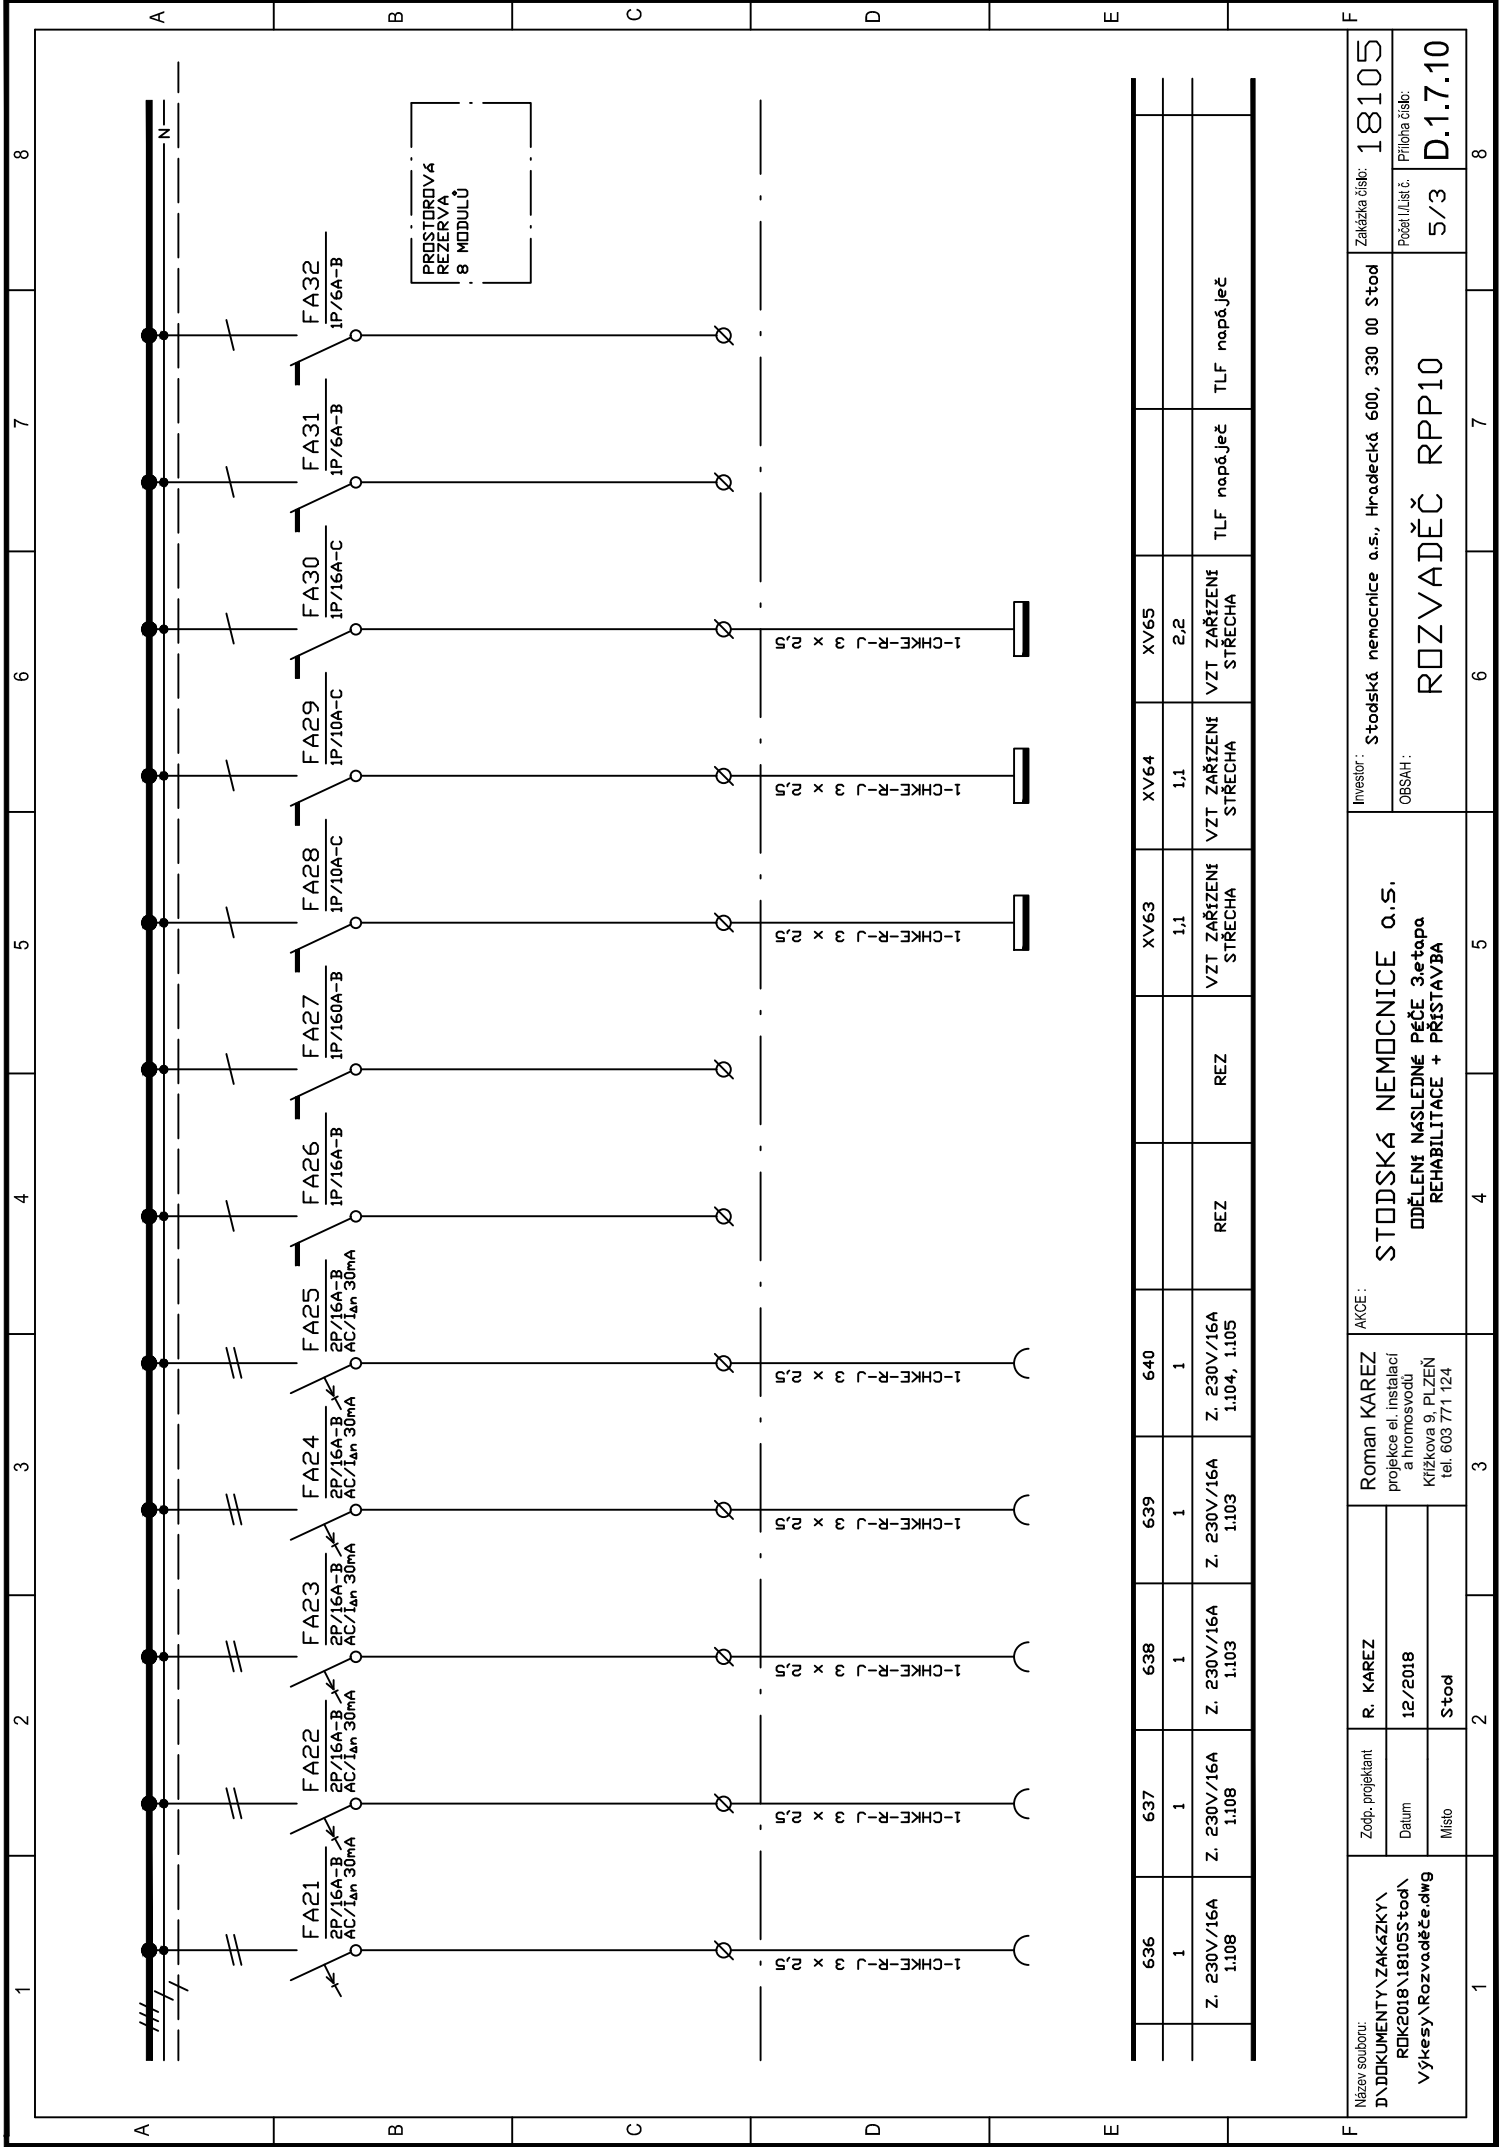 1 2 3 4 5 6 7 8
A
B
C
D
E
F
A
B
C
D
E
F
N
FA21
2P/16A-B
AC/I∆n 30mA
FA22
2P/16A-B
AC/I∆n 30mA
FA23
2P/16A-B
AC/I∆n 30mA
FA24
2P/16A-B
AC/I∆n 30mA
FA25
2P/16A-B
AC/I∆n 30mA
FA26
1P/16A-B
FA27
1P/160A-B
FA28
1P/10A-C
FA29
1P/10A-C
FA30
1P/16A-C
FA31
1P/6A-B
FA32
1P/6A-B
PROSTOROVÁ
REZERVA
8 MODULŮ
1-CHKE-R-J 3 x 2,5
1-CHKE-R-J 3 x 2,5
1-CHKE-R-J 3 x 2,5
1-CHKE-R-J 3 x 2,5
1-CHKE-R-J 3 x 2,5
1-CHKE-R-J 3 x 2,5
1-CHKE-R-J 3 x 2,5
1-CHKE-R-J 3 x 2,5
636 637 638 639 640 XV63 XV64 XV65
1 1 1 1 1 1,1 1,1 2,2
Z. 230V/16A
1.108
Z. 230V/16A
1.108
Z. 230V/16A
1.103
Z. 230V/16A
1.103
Z. 230V/16A
1.104, 1.105
REZ
REZ
VZT ZAŘÍZENÍ
STŘECHA
VZT ZAŘÍZENÍ
STŘECHA
VZT ZAŘÍZENÍ
STŘECHA
TLF napáječ
TLF napáječ
Název souboru:
D\DOKUMENTY\ZAKÁZKY\
ROK2018\18105Stod\
Výkesy\Rozvaděče.dwg
Zodp. projektant
R. KAREZ
Datum
12/2018
Místo
Stod
Roman KAREZ
projekce el. instalací
a hromosvodů
Křížkova 9, PLZEŇ
tel. 603 771 124
AKCE :
STODSKÁ NEMOCNICE a.s.
ODĚLENÍ NÁSLEDNÉ PÉČE 3.etapa
REHABILITACE + PŘÍSTAVBA
Investor :
Stodská nemocnice a.s., Hradecká 600, 330 00 Stod
OBSAH :
ROZVADĚČ RPP10
Zakázka číslo:
18105
Počet l./List č.
5/3
Příloha číslo:
D.1.7.10
1 2 3 4 5 6 7 8